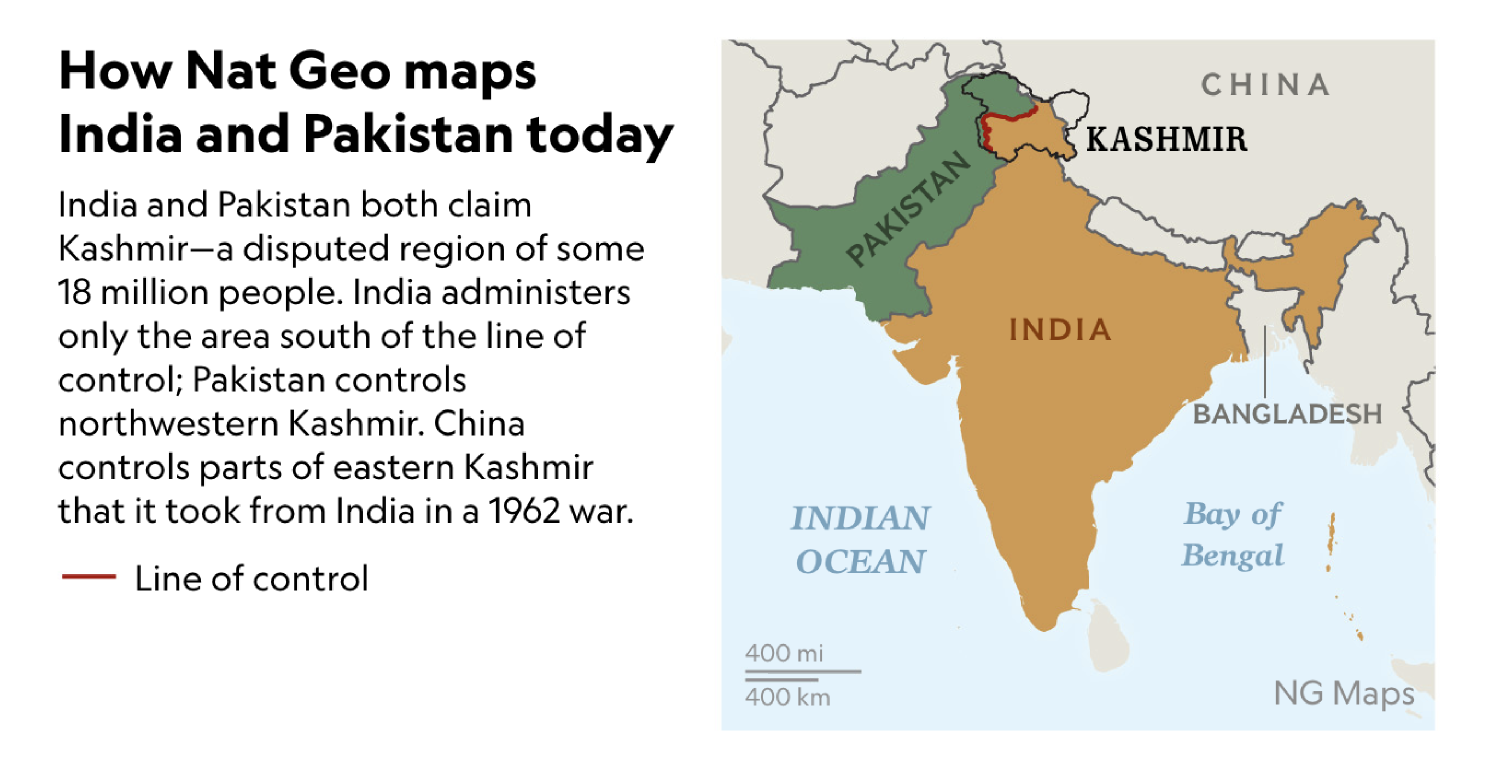 How Nat Geo maps
India and Pakistan today
India and Pakistan both claim
Kashmir—a disputed region of some
18 million people. India administers
only the area south of the line of
control; Pakistan controls
northwestern Kashmir. China
controls parts of eastern Kashmir
that it took from India in a 1962 war.
Line of control
CHINA
KASHMIR
PAKISTAN
INDIA
BANGLADESH
INDIAN
OCEAN
Bay of
Bengal
400 mi
400 km
NG Maps